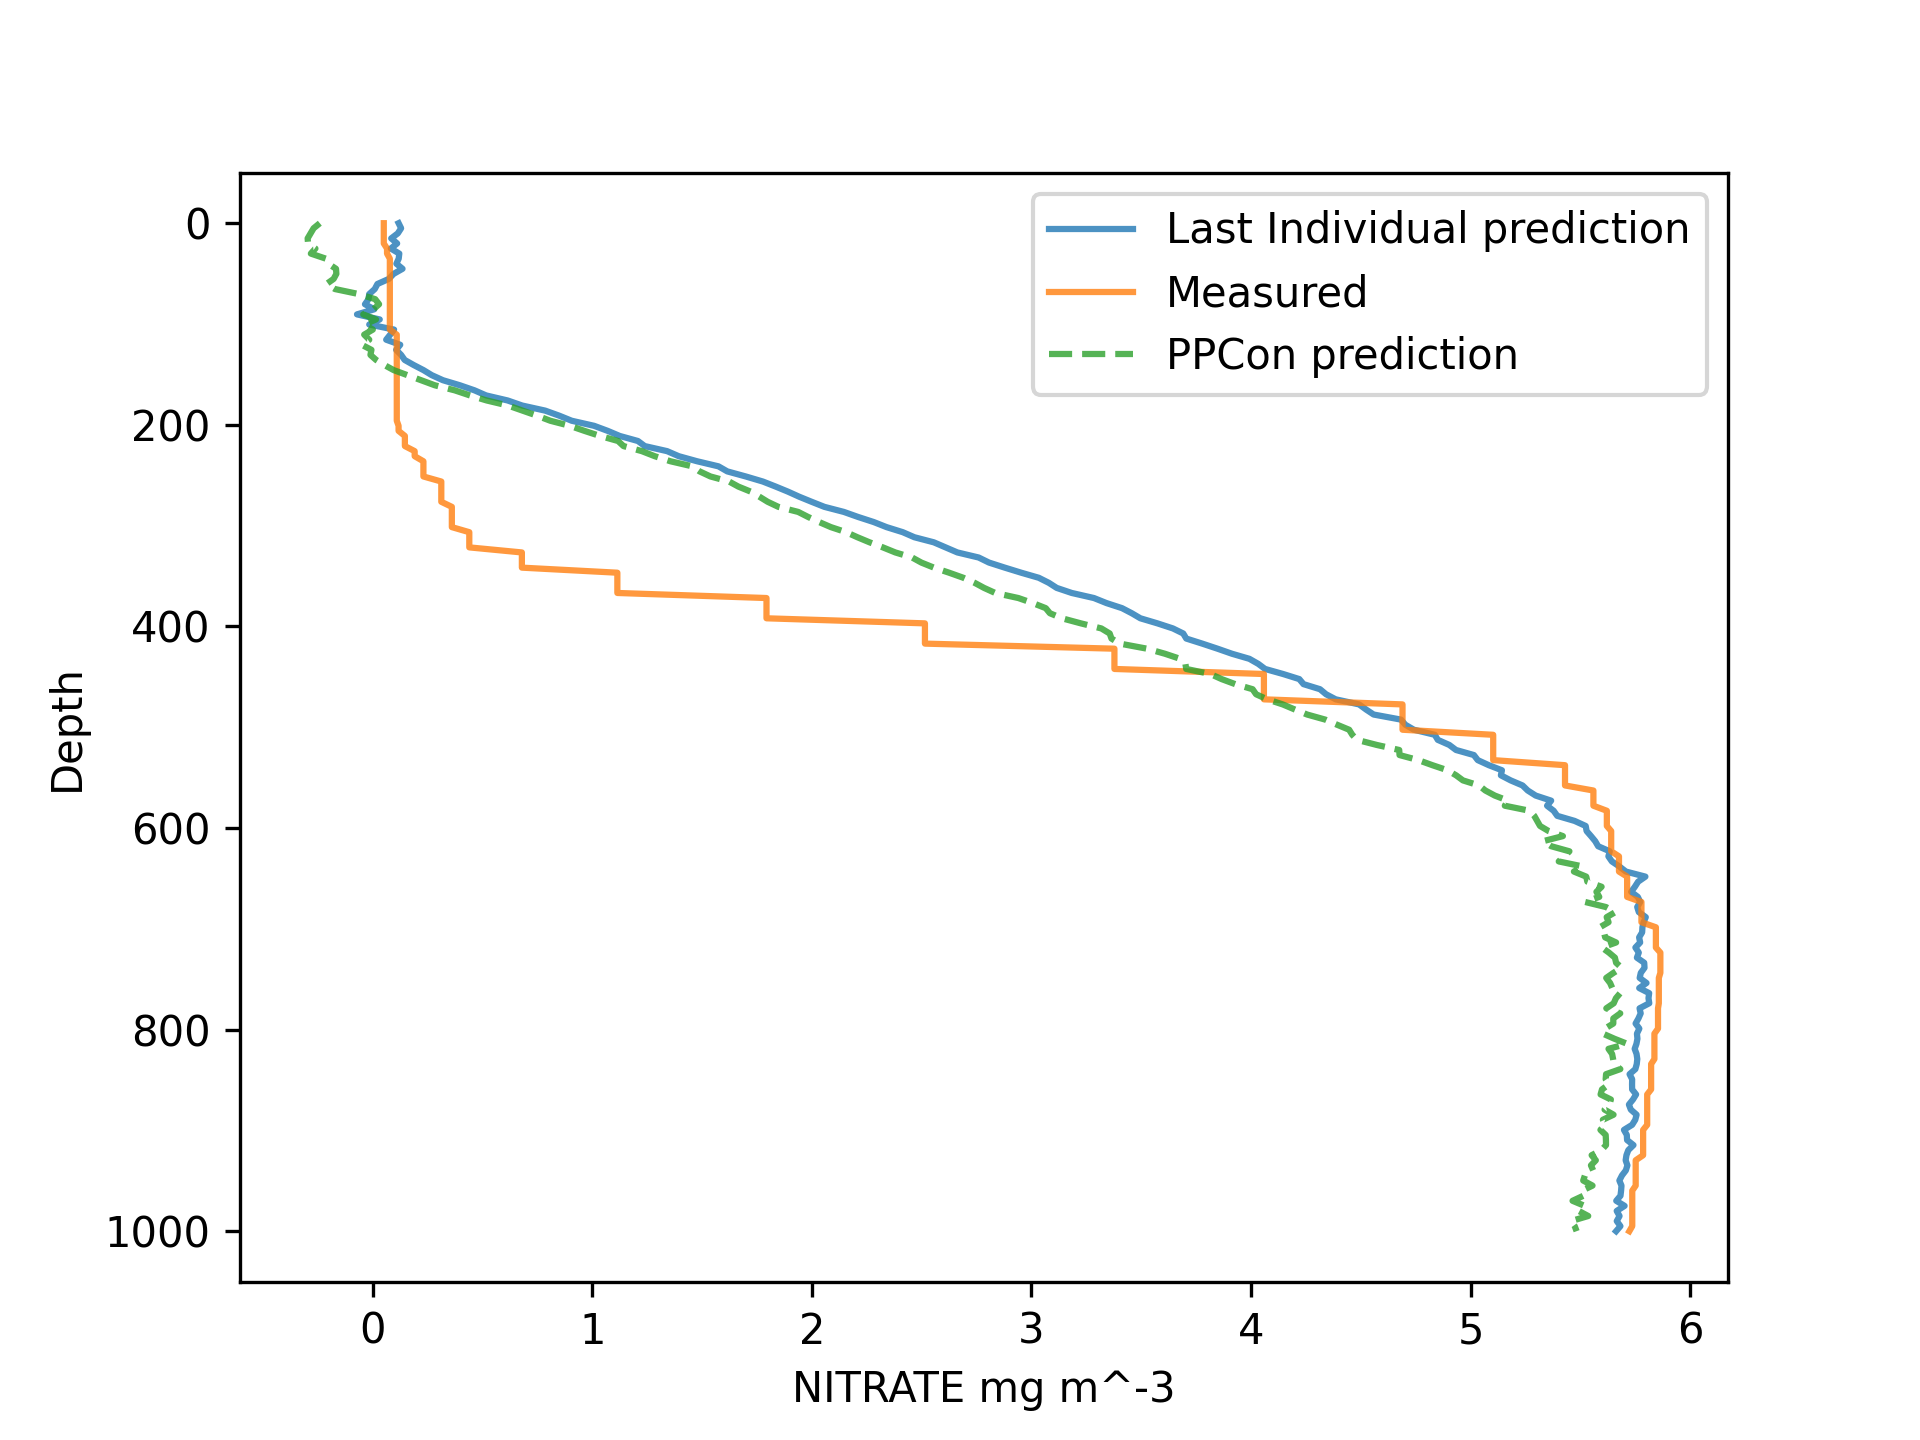 Last Individual prediction
Measured
PPCon prediction
0
200
400
600
800
1000
Depth
0 1 2 3 4 5 6
NITRATE mg m^-3